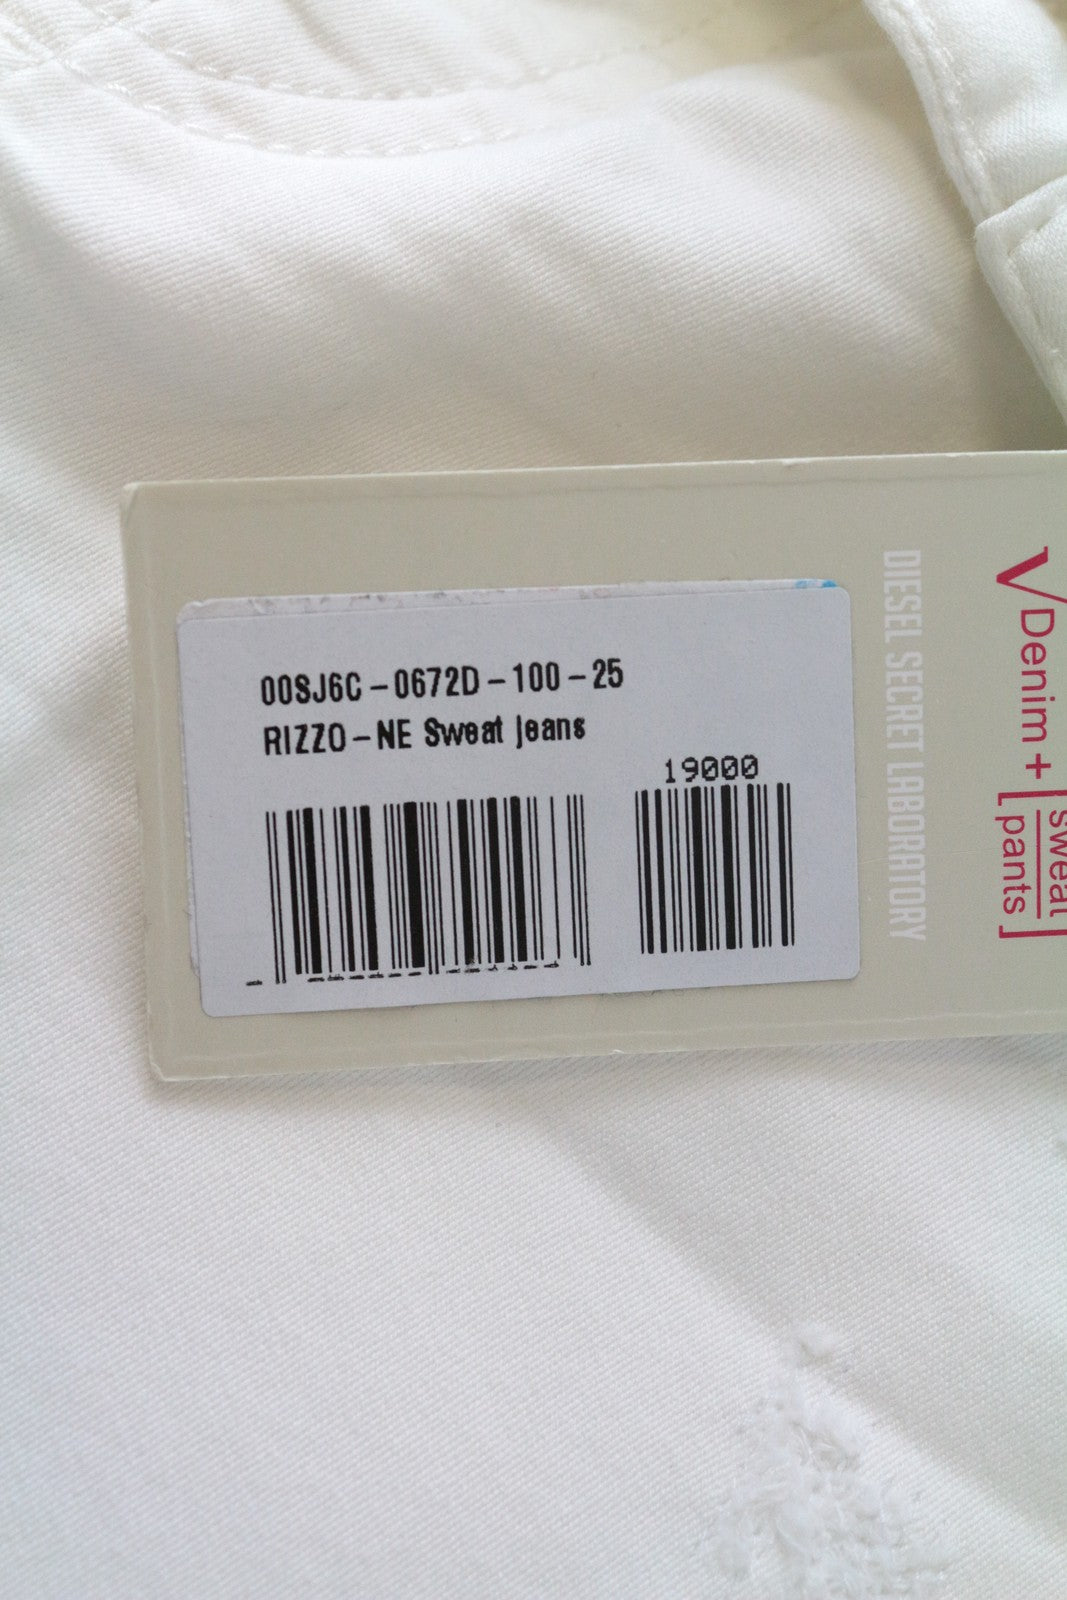 00SJ6C-0672D-100-25
RIZZO-NE Sweat Jeans
19000
DIESEL SECRET LABORATORY
Denim + [sweat
pants]